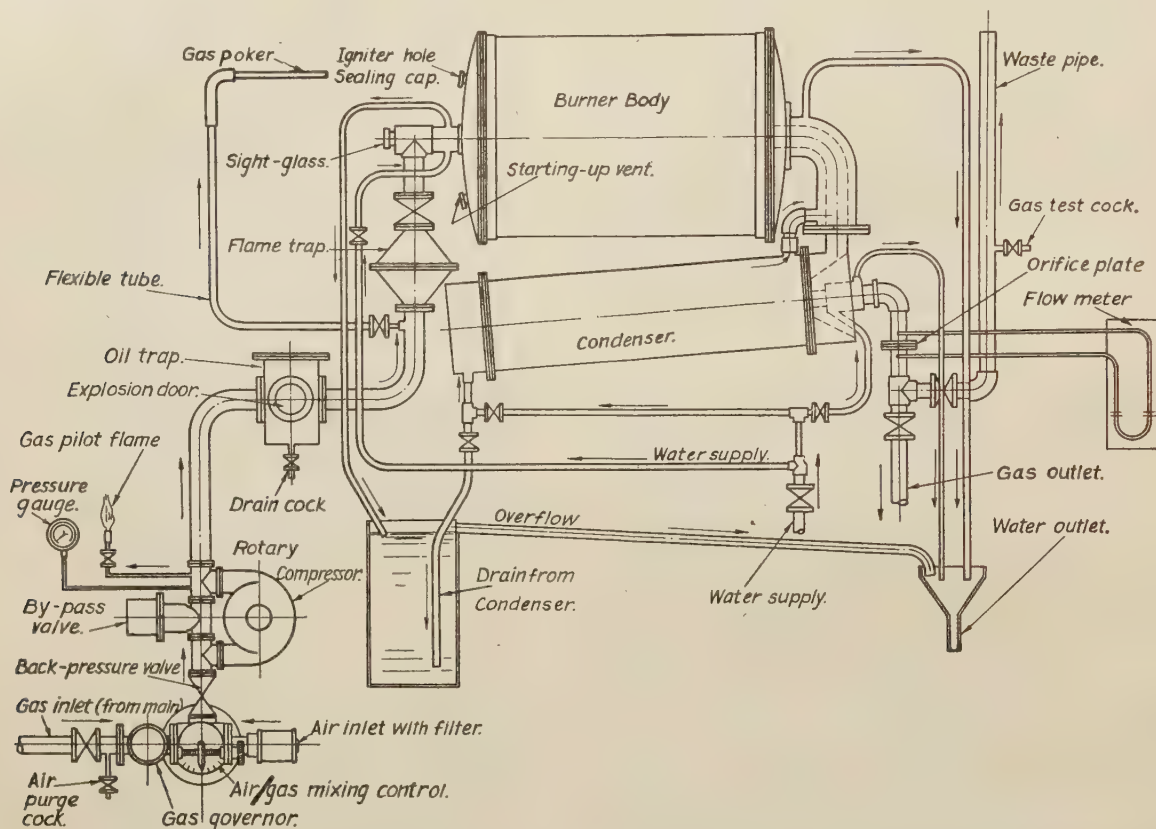 Gas poker
Igniter hole
Sealing cap.
Burner Body
Waste pipe.
Sight-glass.
Starting-up vent.
Gas test cock.
Flame trap.
Orifice plate
Flexible tube.
Flow meter
Condenser.
Oil trap.
Explosion door.
Gas pilot flame
Water supply.
Pressure
gauge.
Drain cock
Gas outlet.
Overflow
Water outlet.
Rotary
Compressor.
Drain from
Condenser.
Water supply.
By-pass
valve.
Back-pressure valve
Gas inlet (from main)
Air inlet with filter.
Air
purge
cock.
Air/gas mixing control.
Gas governor.